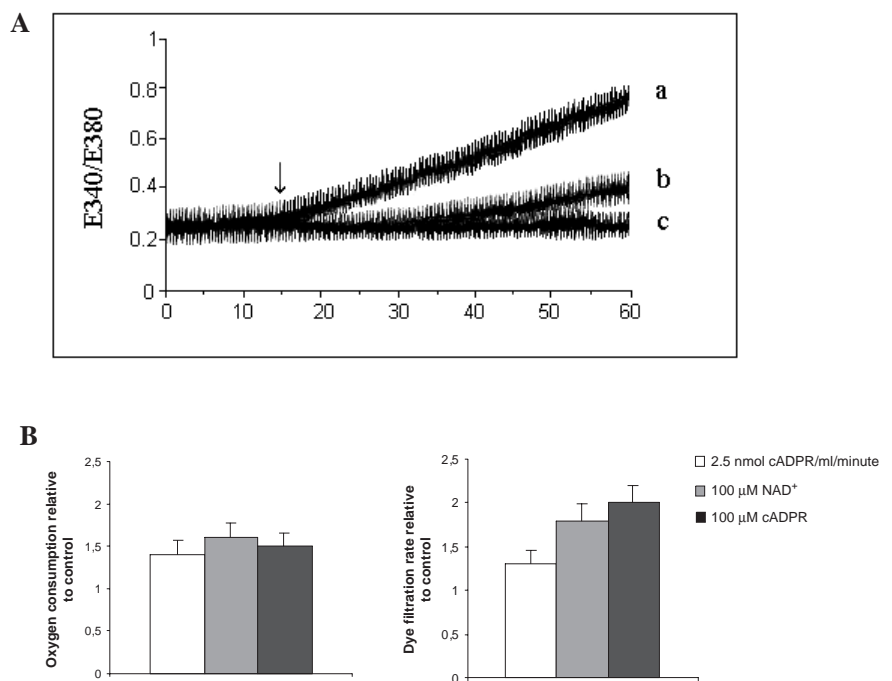 A
E340/E380
1
0.8
0.6
0.4
0.2
0
0 10 20 30 40 50 60
a
b
c
B
Oxygen consumption relative
to control
2,5
2
1,5
1
0,5
0
Dye filtration rate relative
to control
2,5
2
1,5
1
0,5
0
2.5 nmol cADPR/ml/minute
100 µM NAD⁺
100 µM cADPR